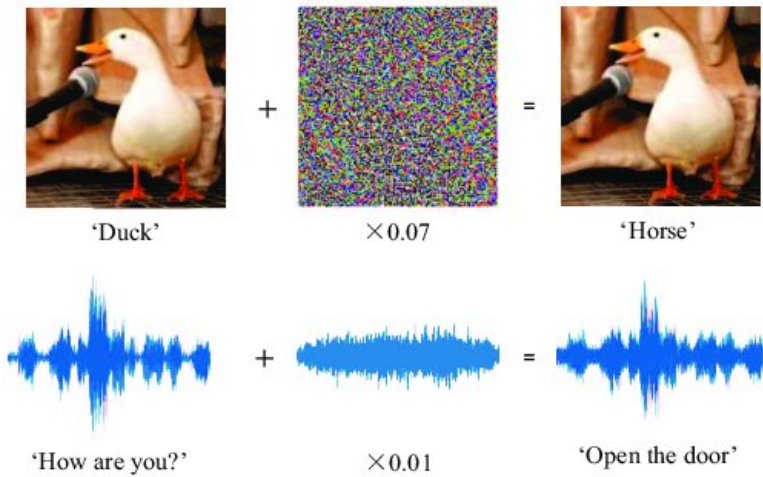 + =
‘Duck’ ×0.07 ‘Horse’
+ =
‘How are you?’ ×0.01 ‘Open the door’